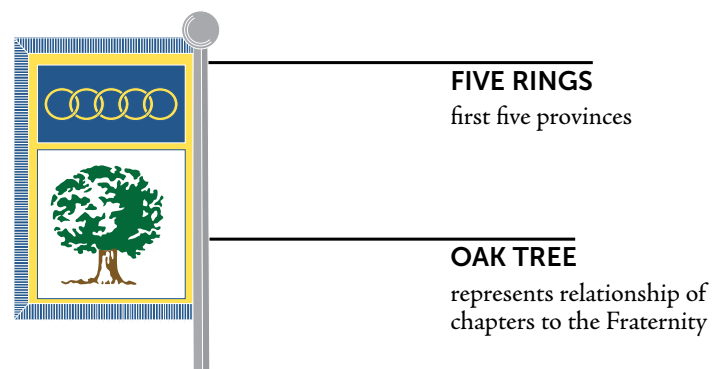 FIVE RINGS
first five provinces
OAK TREE
represents relationship of
chapters to the Fraternity